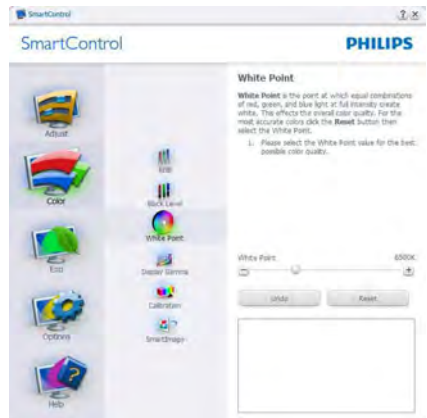 SmartControl
SmartControl
PHILIPS
Adjust
Color
Eco
Options
Help
RGB
Black Level
White Point
Display Gamma
Calibration
SmartImage
White Point
White Point is the point at which equal combinations
of red, green, and blue light at full intensity create
white. This effects the overall color quality. For the
most accurate colors click the Reset button then
select the White Point.
1. Please select the White Point value for the best
possible color quality.
White Point 6500K
Undo Reset